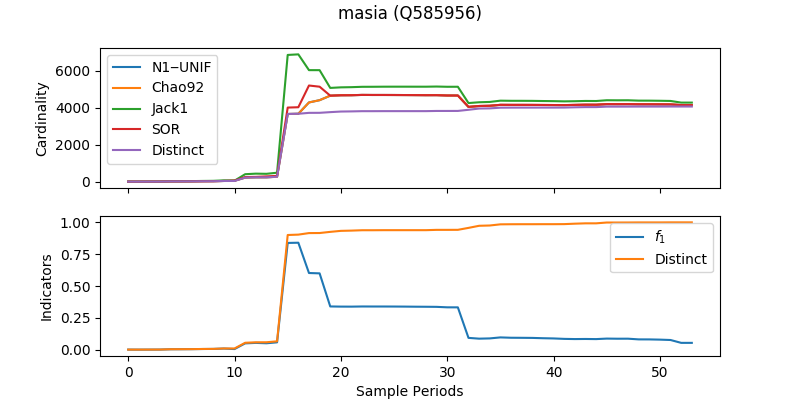 masia (Q585956)
Cardinality
6000
4000
2000
0
N1−UNIF
Chao92
Jack1
SOR
Distinct
Indicators
1.00
0.75
0.50
0.25
0.00
f1
Distinct
0 10 20 30 40 50
Sample Periods